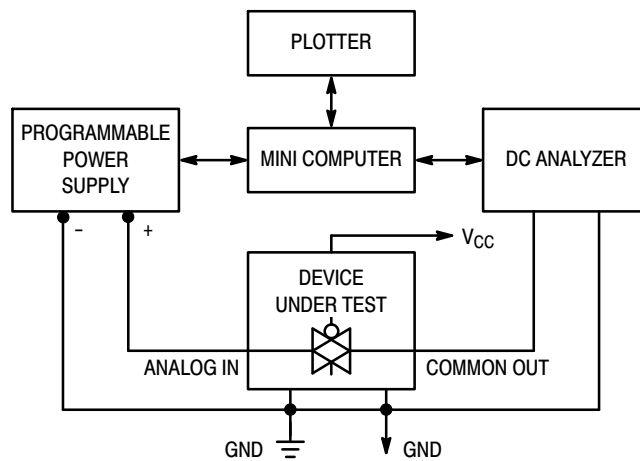 PLOTTER
PROGRAMMABLE
POWER
SUPPLY
MINI COMPUTER
DC ANALYZER
− +
VCC
DEVICE
UNDER TEST
ANALOG IN
COMMON OUT
GND
GND